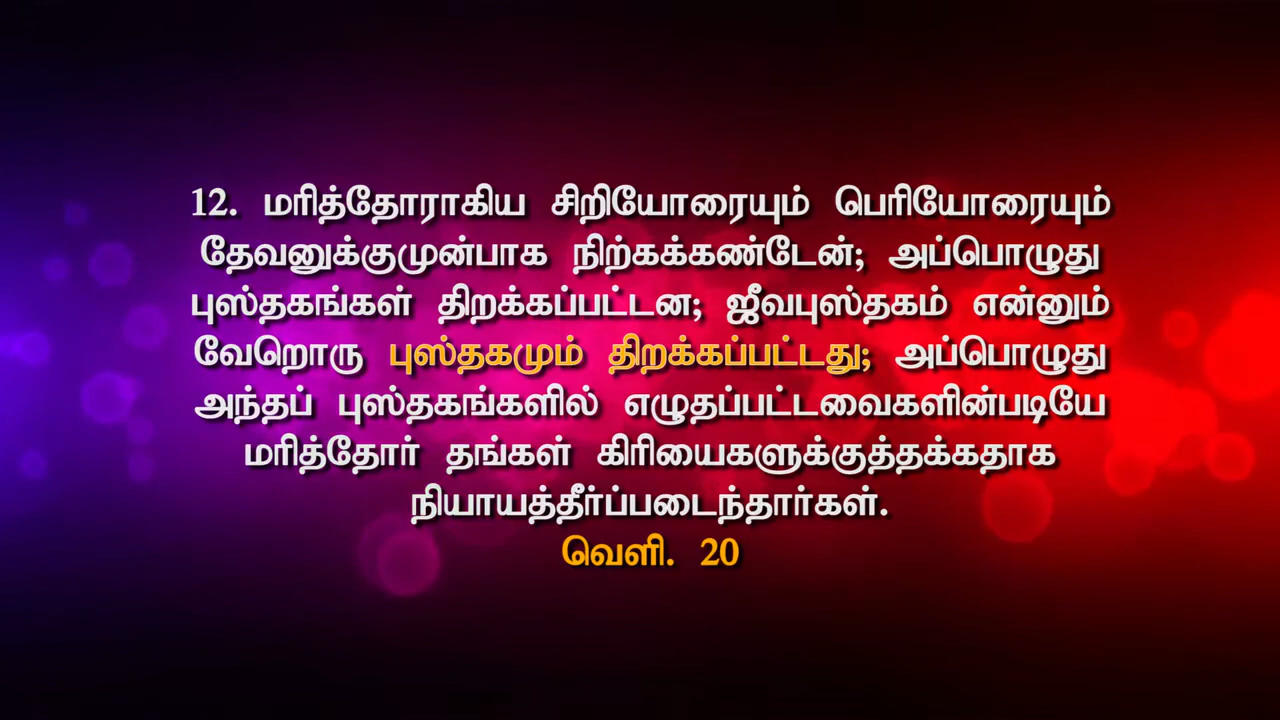 12. மரித்தோராகிய சிறியோரையும் பெரியோரையும்
தேவனுக்குமுன்பாக நிற்கக்கண்டேன்; அப்பொழுது
புஸ்தகங்கள் திறக்கப்பட்டன; ஜீவபுஸ்தகம் என்னும்
வேறொரு புஸ்தகமும் திறக்கப்பட்டது; அப்பொழுது
அந்தப் புஸ்தகங்களில் எழுதப்பட்டவைகளின்படியே
மரித்தோர் தங்கள் கிரியைகளுக்குத்தக்கதாக
நியாயத்தீர்ப்படைந்தார்கள்.
வெளி. 20